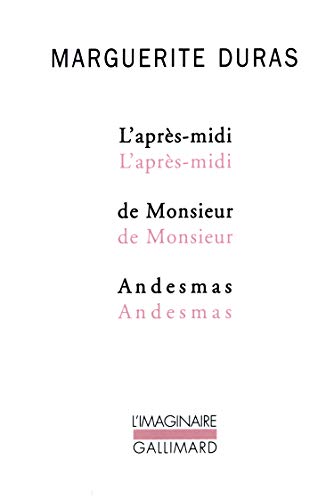 MARGUERITE DURAS
L'après-midi
L'après-midi
de Monsieur
de Monsieur
Andesmas
Andesmas
L'IMAGINAIRE
GALLIMARD